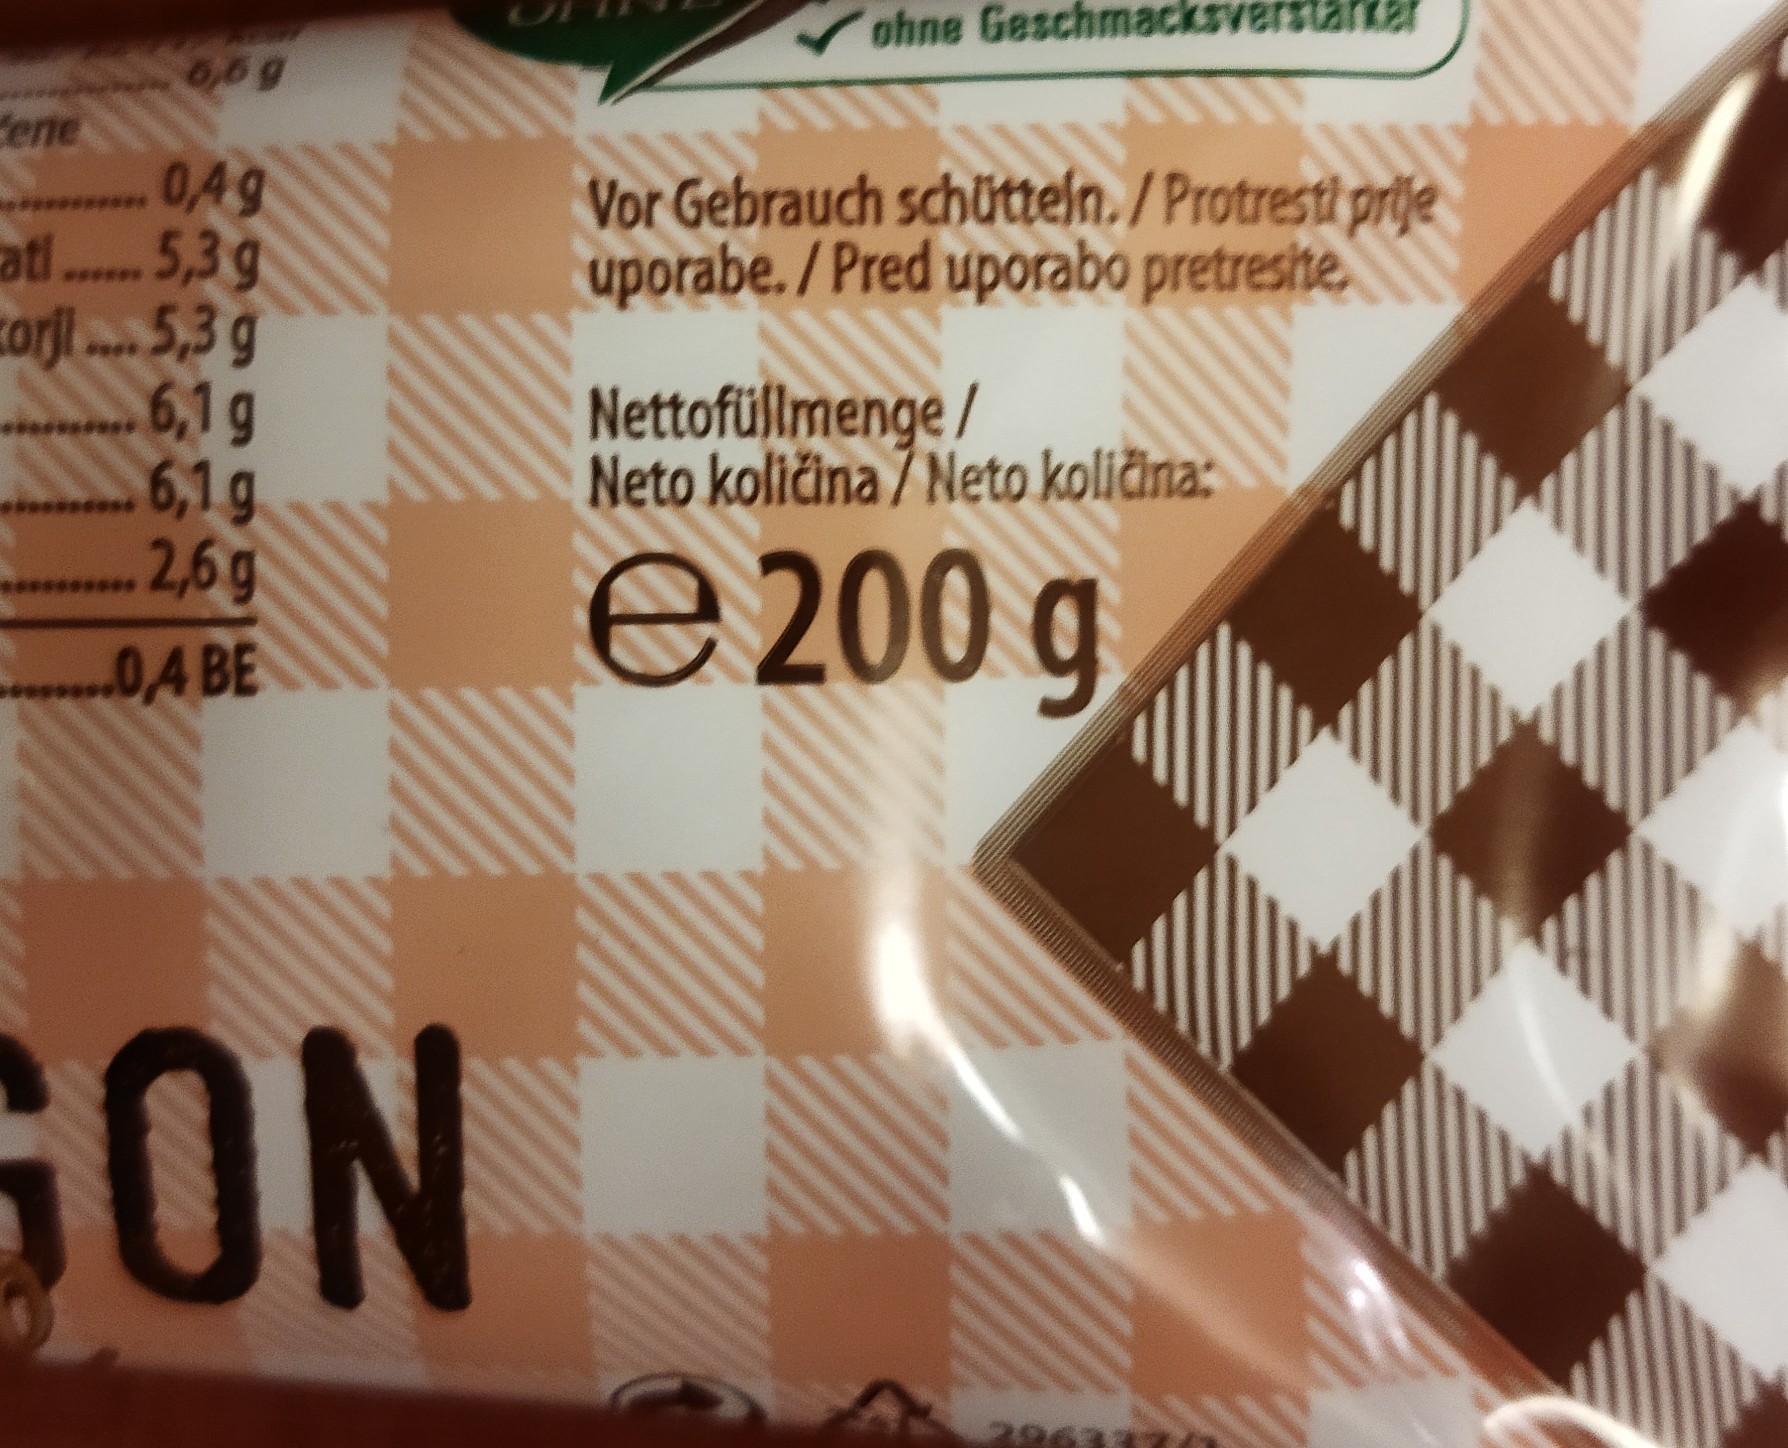 ohne Geschmacksverstärker
6,6 g
0,4 g
5,3 g
5,3 g
6,1 g
6,1 g
2,6 g
0,4 BE
Vor Gebrauch schütteln. / Protresti prije
uporabe. / Pred uporabo pretresite.
Nettofüllmenge /
Neto količina / Neto količina:
e 200 g
GON